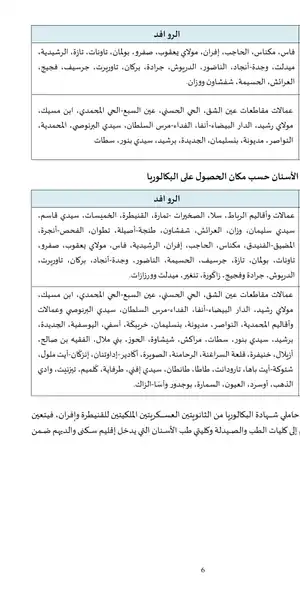 الروافد
فاس، مكناس، الحاجب، إفران، مولاي يعقوب، صفرو، بولمان، تاونات، تازة، الرشيدية،
ميدلت، وجدة-أنجاد، الناضور، الدريوش، جرادة، بركان، تاوريرت، جرسيف، فجيج،
العرائش، الحسيمة، شفشاون ووزان.
عمالات مقاطعات عين الشق، الحي الحسني، عين السبع-الحي المحمدي، ابن مسيك،
مولاي رشيد، الدار البيضاء-أنفا، الفداء-مرس السلطان، سيدي البرنوصي، المحمدية،
النواصر، مديونة، بنسليمان، الجديدة، برشيد، سيدي بنور، سطات
الأسنان حسب مكان الحصول على البكالوريا
الروافد
عمالات وأقاليم الرباط، سلا، الصخيرات -تمارة، القنيطرة، الخميسات، سيدي قاسم،
سيدي سليمان، وزان، العرائش، شفشاون، طنجة-أصيلة، تطوان، الفحص-أنجرة،
المضيق-الفنيدق، مكناس، الحاجب، إفران، الرشيدية، فاس، مولاي يعقوب، صفرو،
تاونات، بولمان، تازة، جرسيف، الحسيمة، الناضور، وجدة-أنجاد، بركان، تاوريرت،
الدريوش، جرادة وفجيج، زاكورة، تنغير، ميدلت وورزازات.
عمالات مقاطعات عين الشق، الحي الحسني، عين السبع-الحي المحمدي، ابن مسيك،
مولاي رشيد، الدار البيضاء-أنفا، الفداء-مرس السلطان، سيدي البرنوصي وعمالات
وأقاليم المحمدية، النواصر، مديونة، بنسليمان، خريبكة، آسفي، اليوسفية، الجديدة،
برشيد، سيدي بنور، سطات، مراكش، شيشاوة، الحوز، بني ملال، الفقيه بن صالح،
أزيلال، خنيفرة، قلعة السراغنة، الرحامنة، الصويرة، أكادير-إداوتنان، إنزكان-أيت ملول،
شتوكة-أيت باها، تارودانت، طاطا، طانطان، سيدي إفني، طرفاية، كلميم، تيزنيت، وادي
الذهب، أوسرد، العيون، السمارة، بوجدور وآسا-الزاك.
حاملي شهادة البكالوريا من الثانويتين العسكريتين الملكيتين للقنيطرة وإفران، فيتعين
إلى كليات الطب والصيدلة وكليتي طب الأسنان التي يدخل إقليم سكنى والديهم ضمن
6